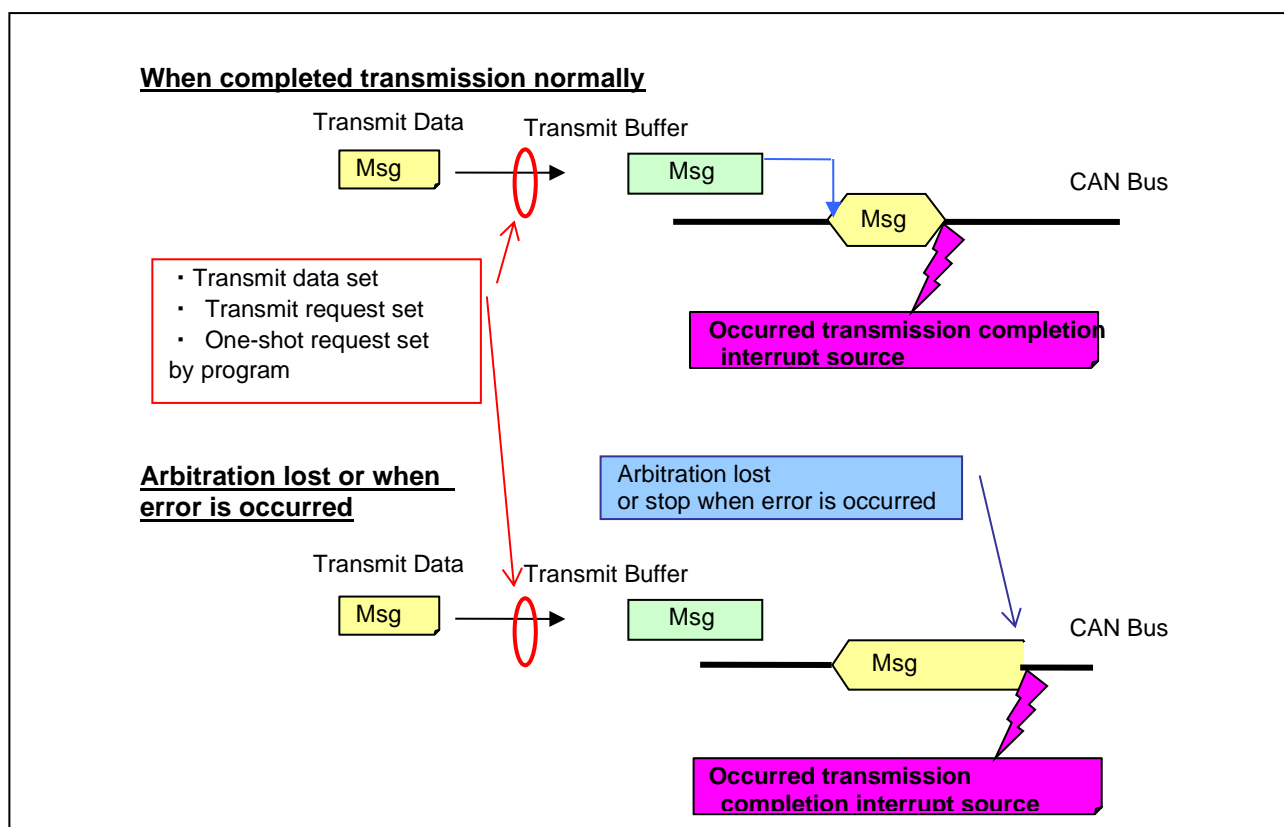 When completed transmission normally
Transmit Data
Transmit Buffer
Msg
Msg
CAN Bus
Msg
・ Transmit data set
・ Transmit request set
・ One-shot request set
by program
Occurred transmission completion
interrupt source
Arbitration lost or when
error is occurred
Arbitration lost
or stop when error is occurred
Transmit Data
Transmit Buffer
Msg
Msg
CAN Bus
Msg
Occurred transmission
completion interrupt source